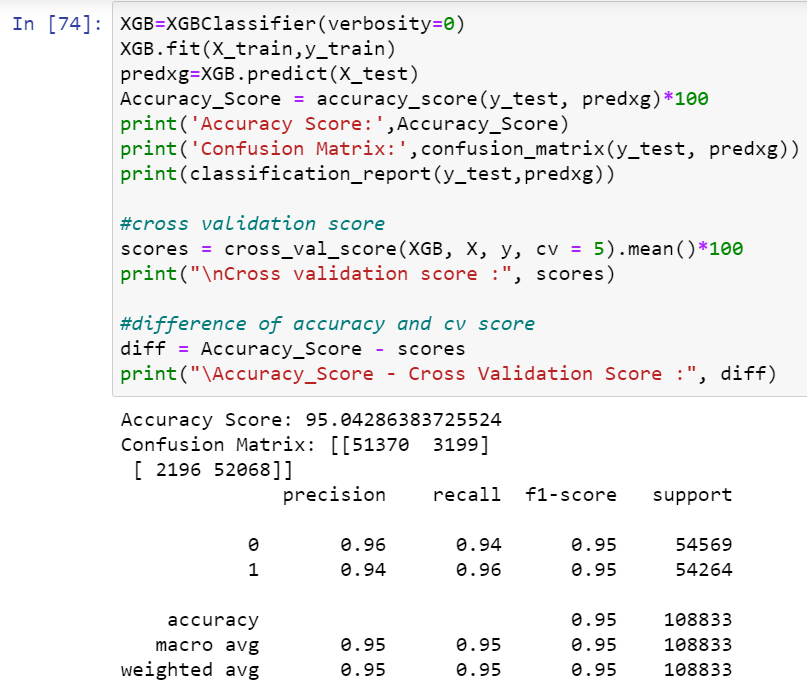 In [74]: XGB=XGBClassifier(verbosity=0)
XGB.fit(X_train,y_train)
predxg=XGB.predict(X_test)
Accuracy_Score = accuracy_score(y_test, predxg)*100
print('Accuracy Score:',Accuracy_Score)
print('Confusion Matrix:',confusion_matrix(y_test, predxg))
print(classification_report(y_test,predxg))
#cross validation score
scores = cross_val_score(XGB, X, y, cv = 5).mean()*100
print("\nCross validation score :", scores)
#difference of accuracy and cv score
diff = Accuracy_Score - scores
print("\Accuracy_Score - Cross Validation Score :", diff)
Accuracy Score: 95.04286383725524
Confusion Matrix: [[51370  3199]
[ 2196 52068]]
precision recall f1-score support
0 0.96 0.94 0.95 54569
1 0.94 0.96 0.95 54264
accuracy 0.95 108833
macro avg 0.95 0.95 0.95 108833
weighted avg 0.95 0.95 0.95 108833